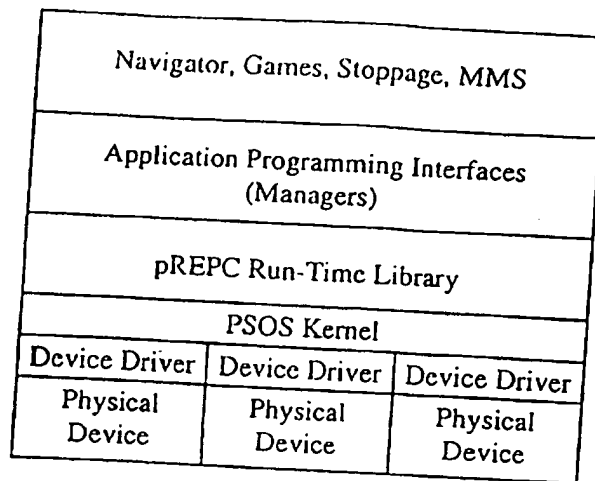 Navigator, Games, Stoppage, MMS
Application Programming Interfaces
(Managers)
pREPC Run-Time Library
PSOS Kernel
Device Driver Device Driver Device Driver
Physical Physical Physical
Device Device Device